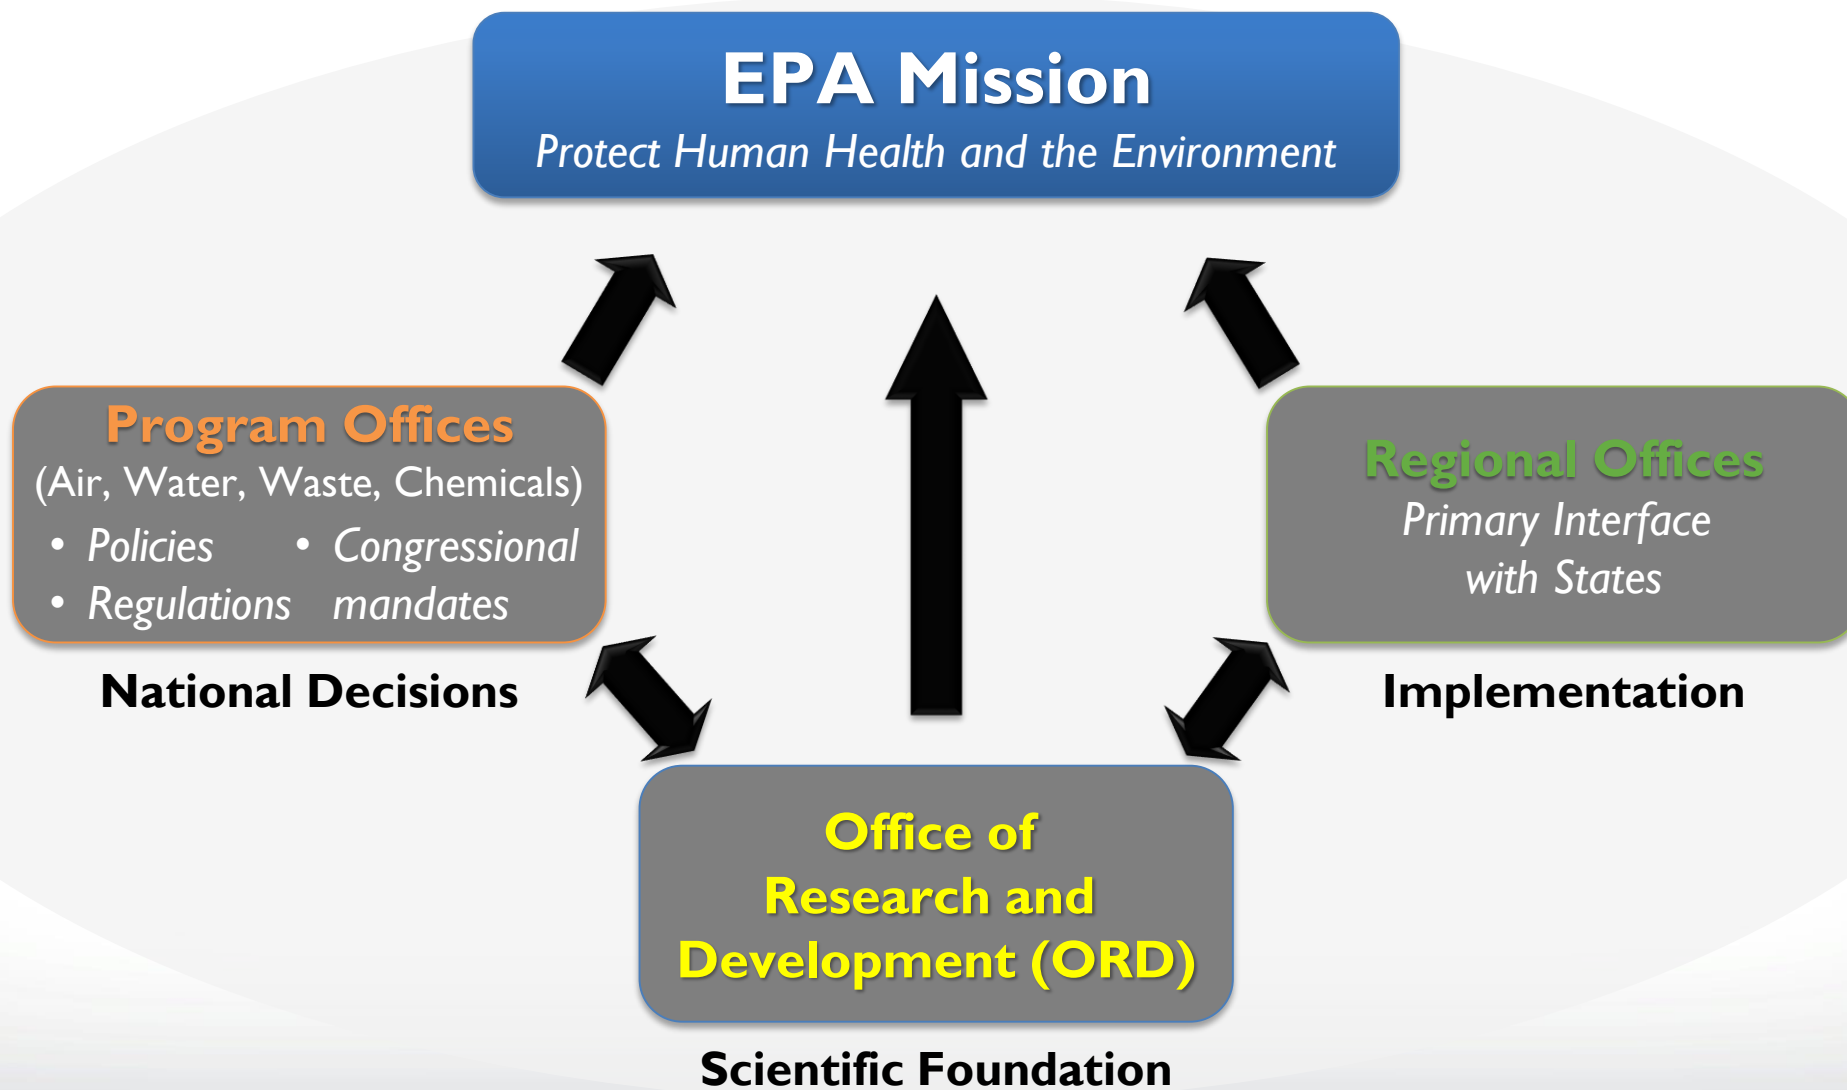 EPA Mission
Protect Human Health and the Environment
Program Offices
(Air, Water, Waste, Chemicals)
• Policies
• Regulations
• Congressional
mandates
National Decisions
Regional Offices
Primary Interface
with States
Implementation
Office of
Research and
Development (ORD)
Scientific Foundation